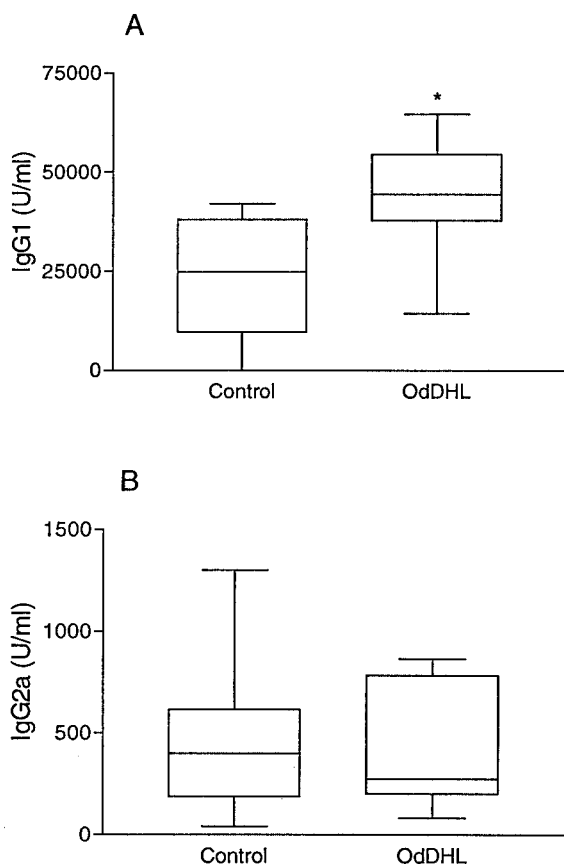 A
75000
50000
25000
0
IgG1 (U/ml)
*
Control
OdDHL
B
1500
1000
500
0
IgG2a (U/ml)
Control
OdDHL